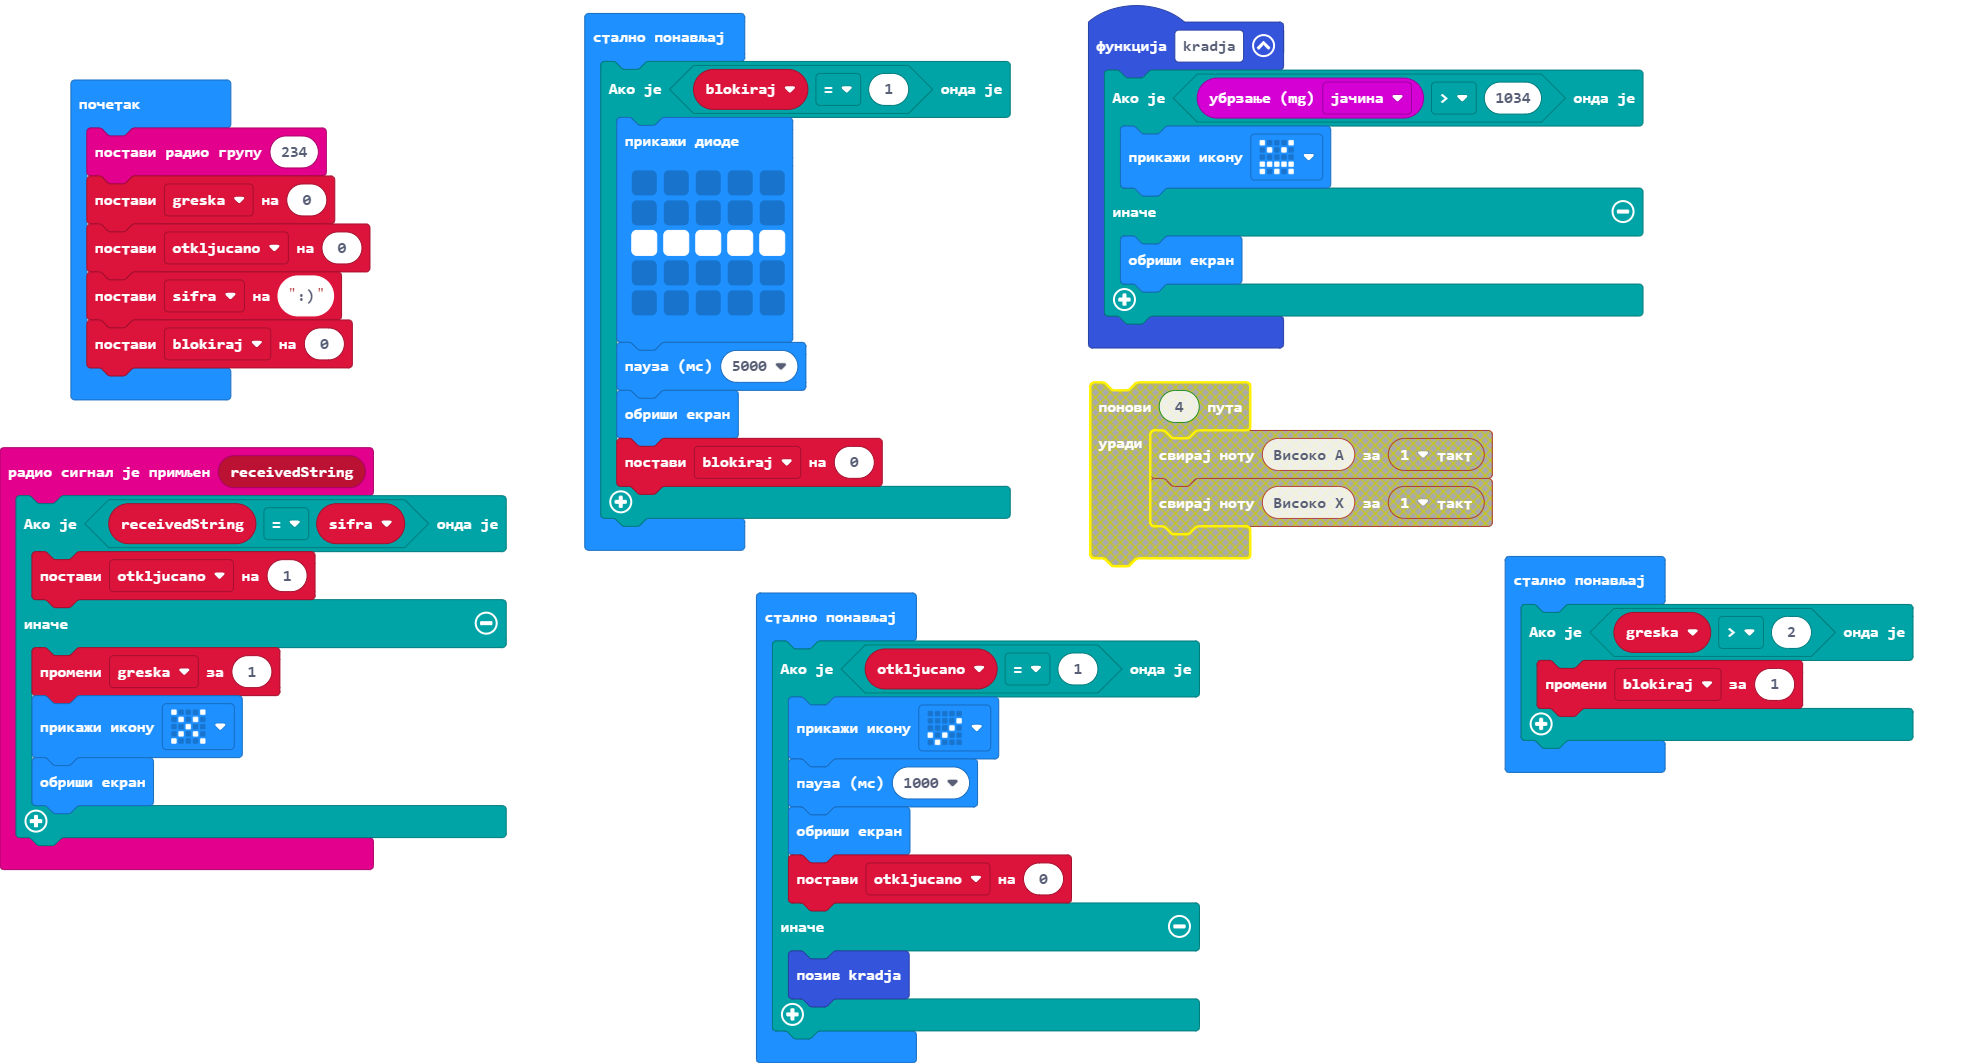 почетак
постави радио групу 234
постави greska на 0
постави otkljucano на 0
постави sifra на ":)"
постави blokiraj на 0
радио сигнал је примљен receivedString
Ако је receivedString = sifra онда је
постави otkljucano на 1
иначе
промени greska за 1
прикажи икону
обриши екран
стално понављај
Ако је blokiraj = 1 онда је
прикажи диоде
пауза (мс) 5000
обриши екран
постави blokiraj на 0
стално понављај
Ако је otkljucano = 1 онда је
прикажи икону
пауза (мс) 1000
обриши екран
постави otkljucano на 0
иначе
позив kradja
функција kradja
Ако је убрзање (mg) јачина > 1034 онда је
прикажи икону
иначе
обриши екран
понови 4 пута
уради
свирај ноту Високо А за 1 такт
свирај ноту Високо Х за 1 такт
стално понављај
Ако је greska > 2 онда је
промени blokiraj за 1